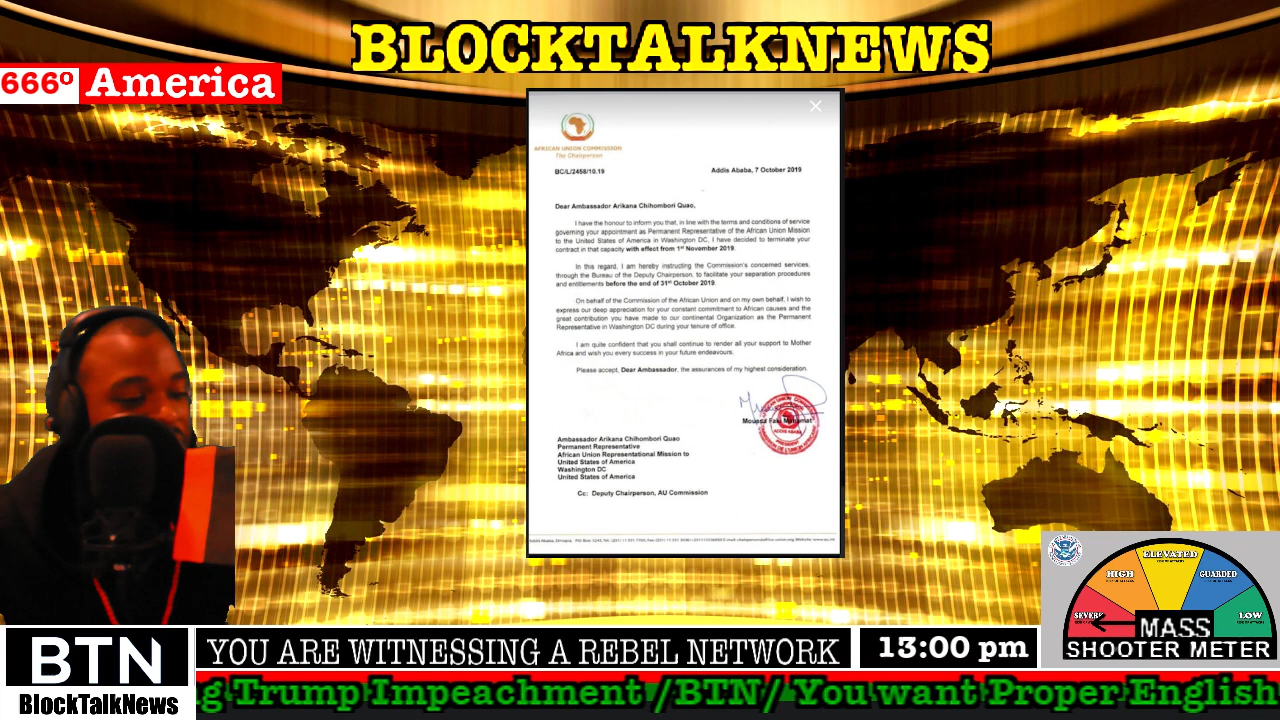 BLOCKTALKNEWS
666º America
AFRICAN UNION COMMISSION
The Chairperson
BC/L/2458/10.19
Addis Ababa, 7 October 2019
Dear Ambassador Arikana Chihombori Quao,
I have the honour to inform you that, in line with the terms and conditions of service
governing your appointment as Permanent Representative of the African Union Mission
to the United States of America in Washington DC, I have decided to terminate your
contract in that capacity with effect from 1st November 2019.
In this regard, I am hereby instructing the Commission's concerned services,
through the Bureau of the Deputy Chairperson, to facilitate your separation procedures
and entitlements before the end of 31st October 2019.
On behalf of the Commission of the African Union and on my own behalf, I wish to
express our deep appreciation for your constant commitment to African causes and the
great contribution you have made to our continental Organization as the Permanent
Representative in Washington DC during your tenure of office.
I am quite confident that you shall continue to render all your support to Mother
Africa and wish you every success in your future endeavours.
Please accept, Dear Ambassador, the assurances of my highest consideration.
Moussa Faki Mahamat
ADDIS ABABA
Ambassador Arikana Chihombori Quao
Permanent Representative
African Union Representational Mission to
United States of America
Washington DC
United States of America
Cc: Deputy Chairperson, AU Commission
SEVERE
HIGH
ELEVATED
GUARDED
LOW
MASS
SHOOTER METER
BTN
BlockTalkNews
YOU ARE WITNESSING A REBEL NETWORK
13:00 pm
g Trump Impeachment /BTN/ You want Proper English